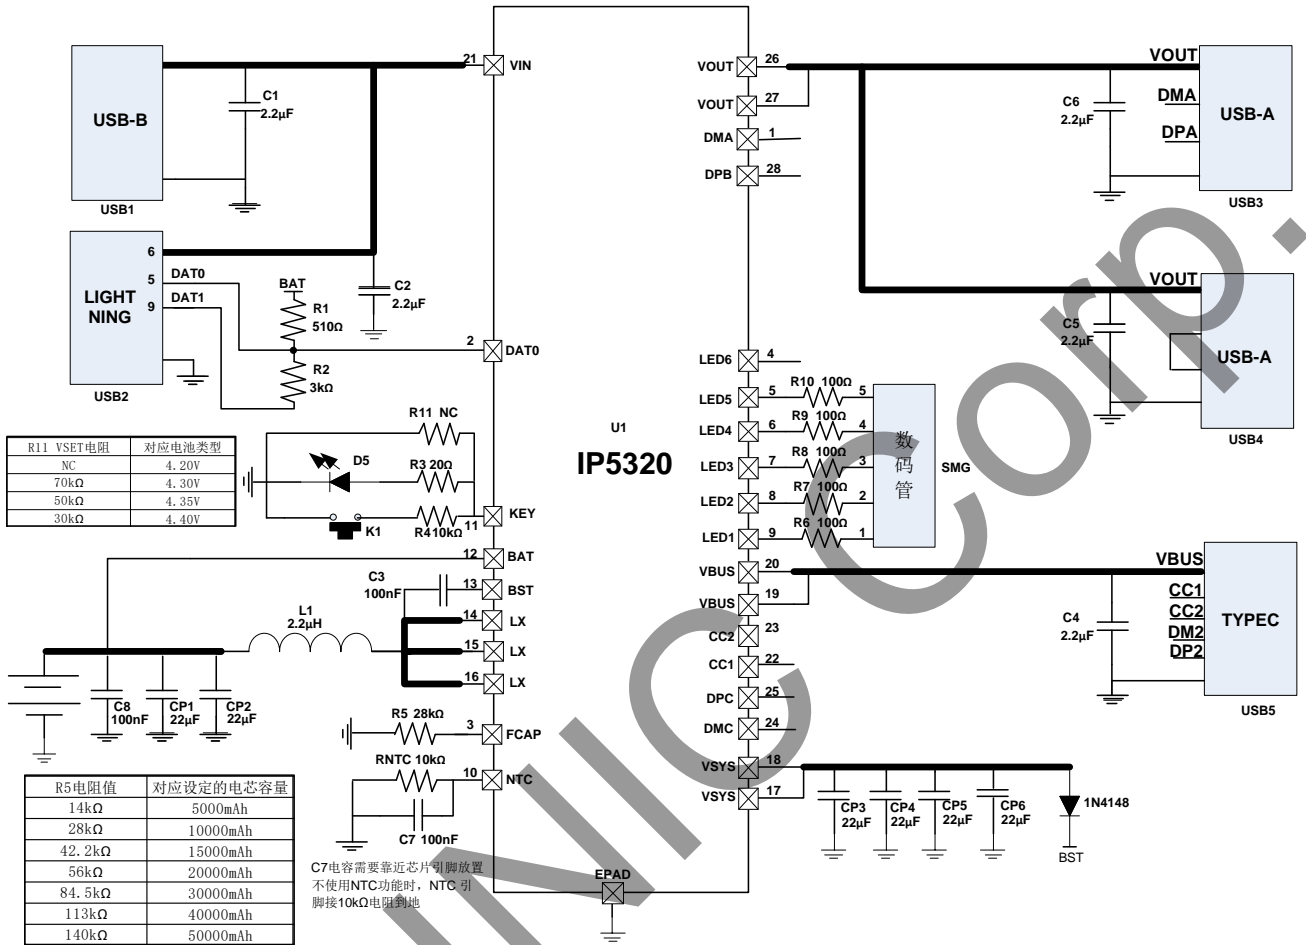 USB-B
USB1
C1
2.2μF
21
VIN
LIGHT
NING
6
5
9
DAT0
DAT1
USB2
BAT
R1
510Ω
R2
3kΩ
C2
2.2μF
2
DAT0
R11 VSET电阻 对应电池类型
NC 4.20V
70kΩ 4.30V
50kΩ 4.35V
30kΩ 4.40V
R11 NC
D5
R3 20Ω
K1
R4 10kΩ
11
KEY
12
BAT
C3
100nF
13
BST
14
LX
15
LX
16
LX
L1
2.2μH
C8
100nF
CP1
22μF
CP2
22μF
R5 28kΩ
3
FCAP
RNTC 10kΩ
10
NTC
C7 100nF
C7电容需要靠近芯片引脚放置
不使用NTC功能时，NTC 引
脚接10kΩ电阻到地
R5电阻值 对应设定的电芯容量
14kΩ 5000mAh
28kΩ 10000mAh
42.2kΩ 15000mAh
56kΩ 20000mAh
84.5kΩ 30000mAh
113kΩ 40000mAh
140kΩ 50000mAh
U1
IP5320
EPAD
VOUT
26
VOUT
27
DMA
1
DPB
28
LED6
4
LED5
5
R10 100Ω
5
LED4
6
R9 100Ω
4
LED3
7
R8 100Ω
3
LED2
8
R7 100Ω
2
LED1
9
R6 100Ω
1
数
码
管
SMG
VBUS
20
VBUS
19
CC2
23
CC1
22
DPC
25
DMC
24
VSYS
18
VSYS
17
CP3
22μF
CP4
22μF
CP5
22μF
CP6
22μF
1N4148
BST
C6
2.2μF
VOUT
DMA
DPA
USB-A
USB3
C5
2.2μF
VOUT
USB-A
USB4
C4
2.2μF
VBUS
CC1
CC2
DM2
DP2
TYPEC
USB5
Corp.